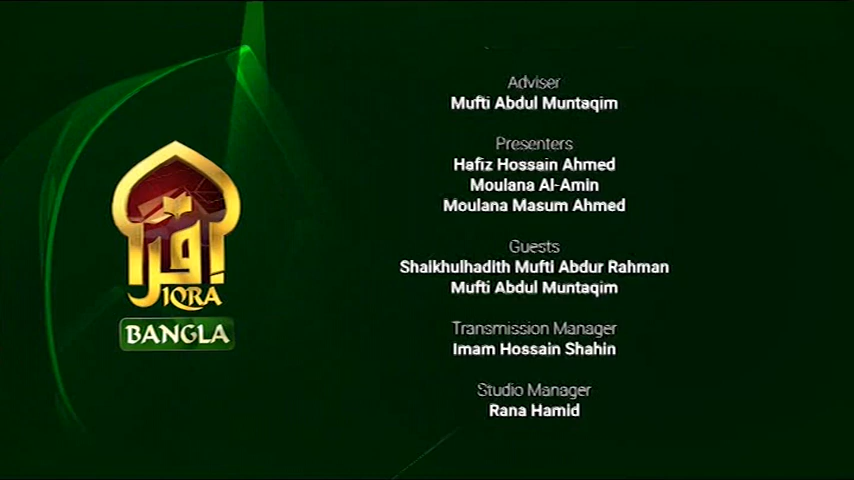 اقرأ
IQRA
BANGLA
Adviser
Mufti Abdul Muntaqim
Presenters
Hafiz Hossain Ahmed
Moulana Al-Amin
Moulana Masum Ahmed
Guests
Shaikhulhadith Mufti Abdur Rahman
Mufti Abdul Muntaqim
Transmission Manager
Imam Hossain Shahin
Studio Manager
Rana Hamid